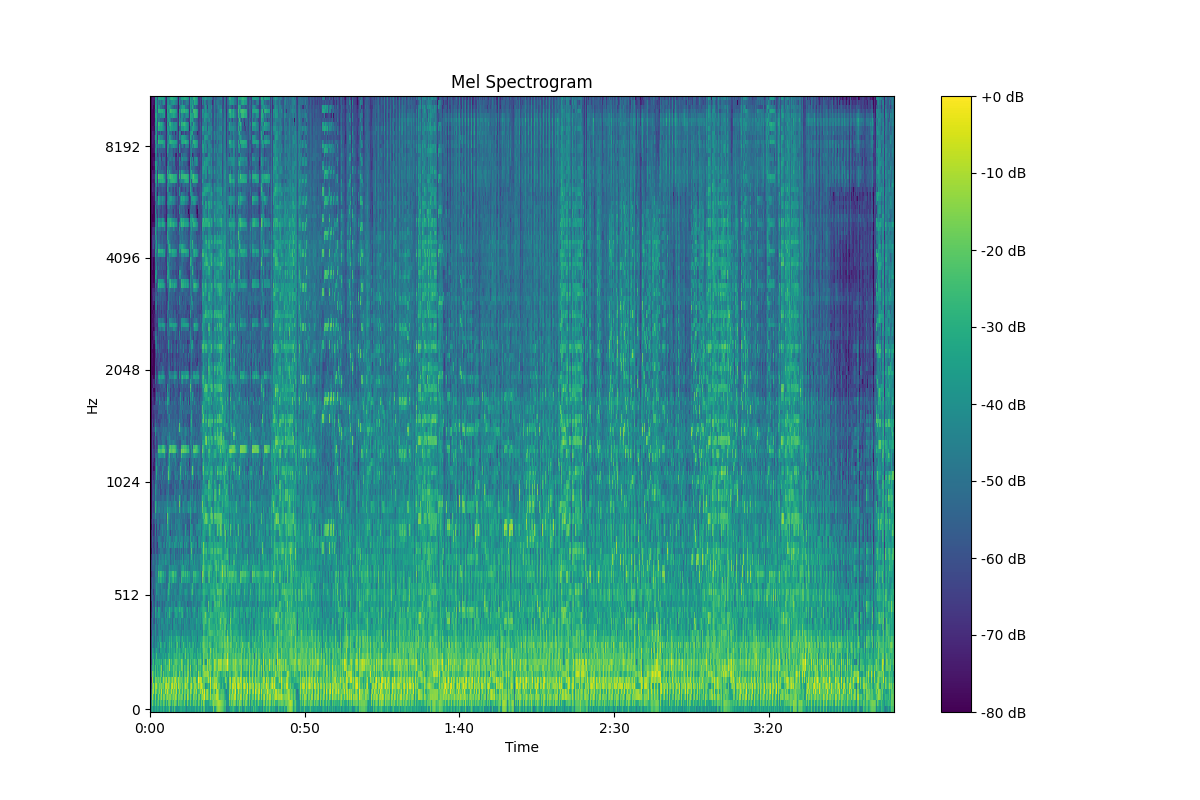 Mel Spectrogram
Hz
8192
4096
2048
1024
512
0
0:00 0:50 1:40 2:30 3:20
Time
+0 dB
-10 dB
-20 dB
-30 dB
-40 dB
-50 dB
-60 dB
-70 dB
-80 dB